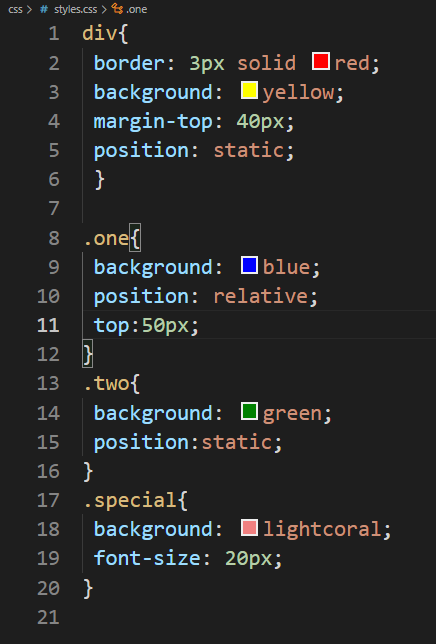 css > # styles.css > .one
1 div{
2 border: 3px solid red;
3 background: yellow;
4 margin-top: 40px;
5 position: static;
6 }
7
8 .one{
9 background: blue;
10 position: relative;
11 top:50px;
12 }
13 .two{
14 background: green;
15 position:static;
16 }
17 .special{
18 background: lightcoral;
19 font-size: 20px;
20 }
21